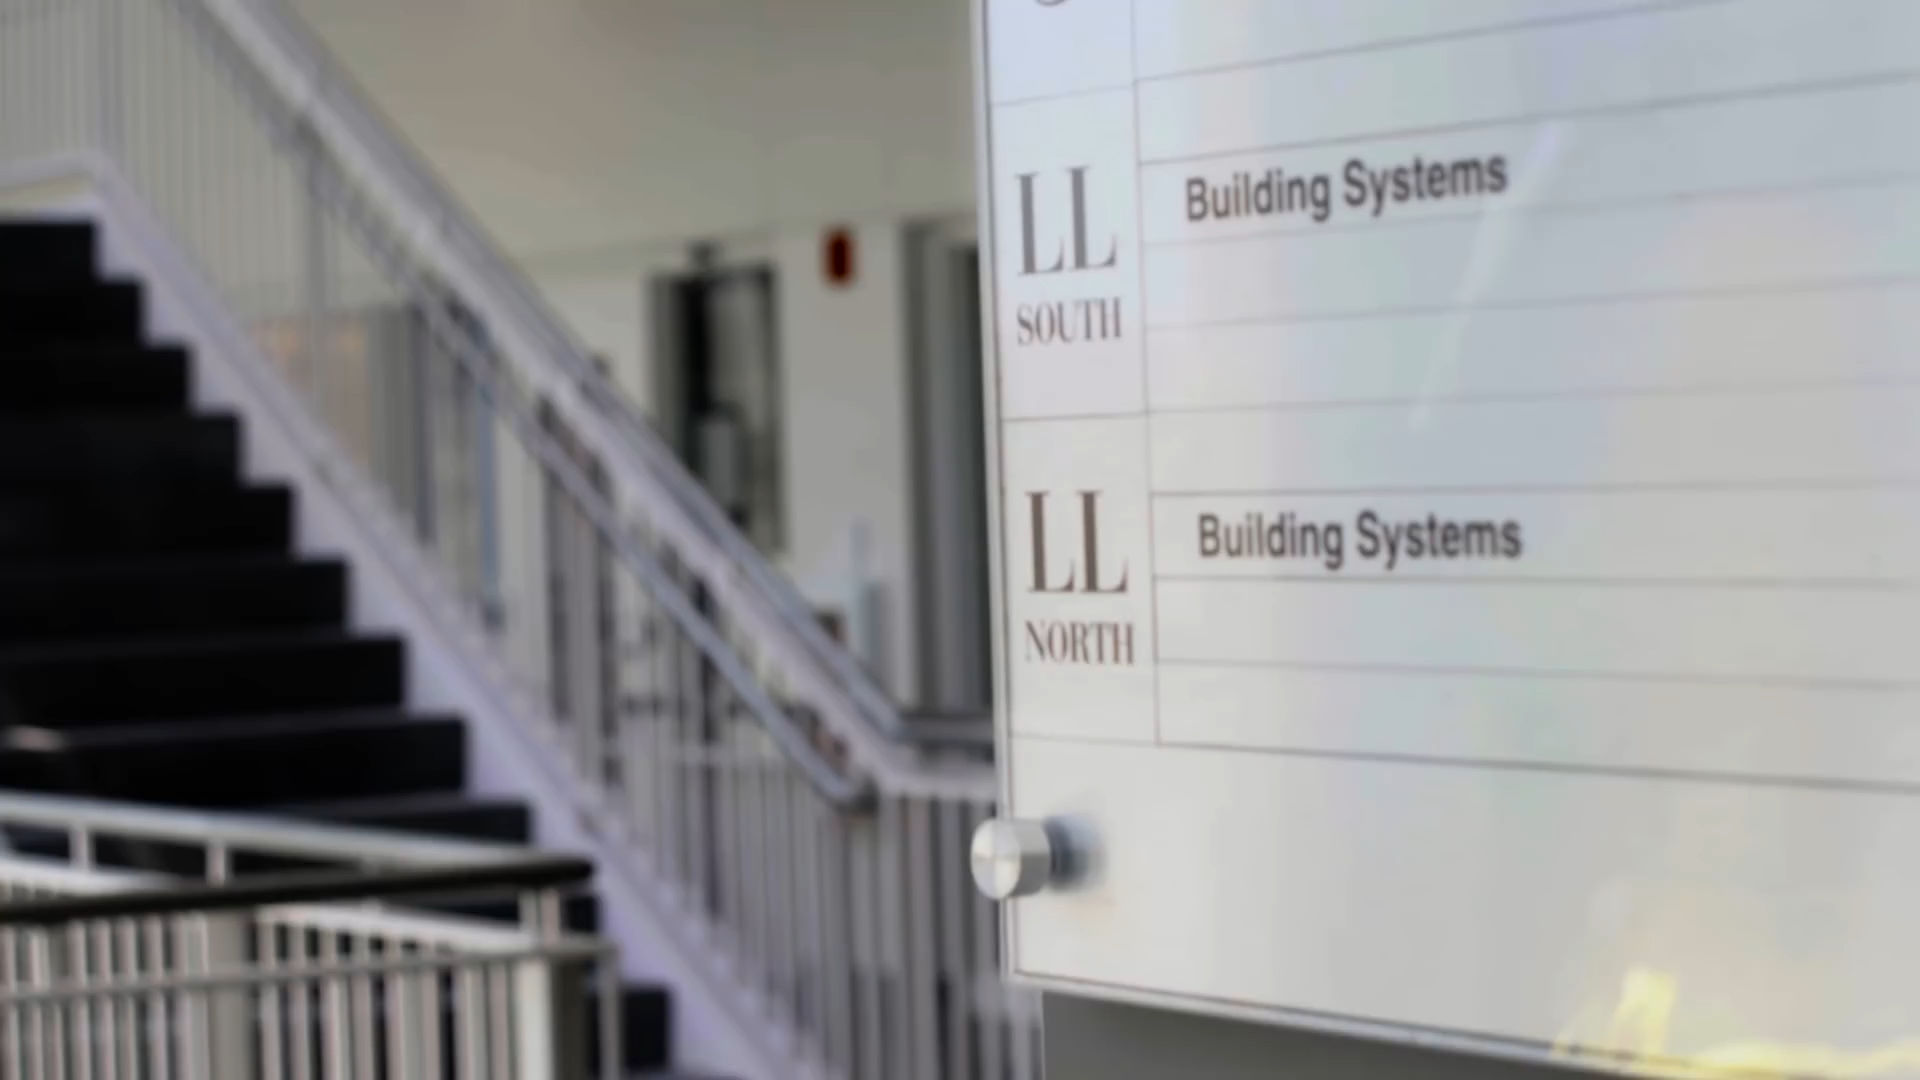 LL
SOUTH
Building Systems
LL
NORTH
Building Systems